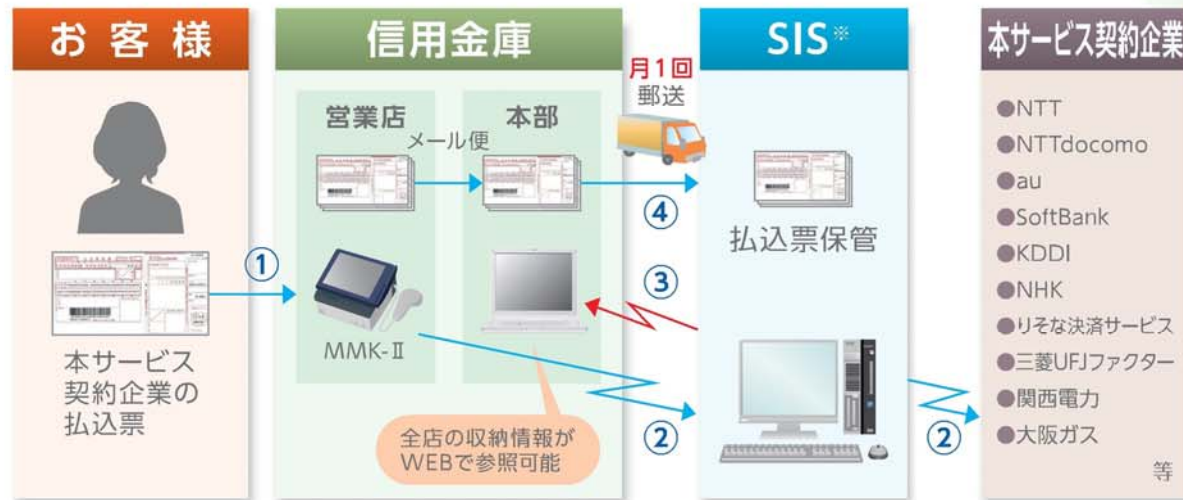 お客様
①
本サービス
契約企業の
払込票
信用金庫
営業店
本部
メール便
MMK-Ⅱ
全店の収納情報が
WEBで参照可能
月1回
郵送
SIS※
④
払込票保管
③
②
②
本サービス契約企業
●NTT
●NTTdocomo
●au
●SoftBank
●KDDI
●NHK
●りそな決済サービス
●三菱UFJファクター
●関西電力
●大阪ガス
等